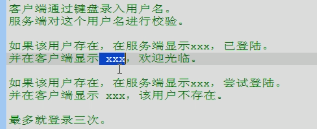 客户端通过键盘录入用户名。
服务端对这个用户名进行校验。
如果该用户存在，在服务端显示xxx，已登陆。
并在客户端显示 xxx，欢迎光临。
如果该用户不存在，在服务端显示xxx，尝试登陆。
并在客户端显示 xxx，该用户不存在。
最多就登录三次。